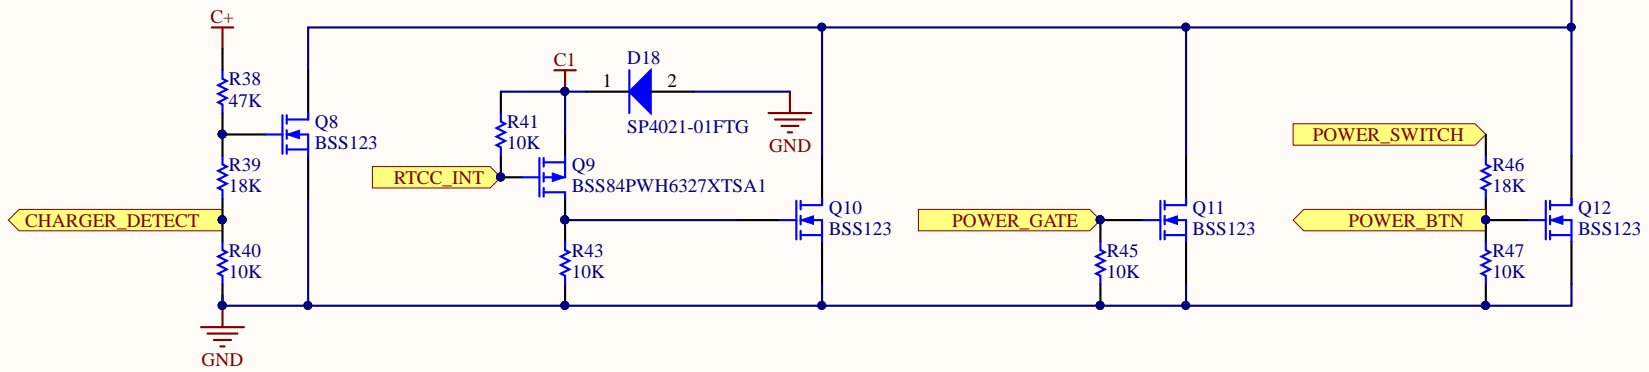 C+
R38
47K
Q8
BSS123
R39
18K
CHARGER_DETECT
R40
10K
GND
C1
D18
1
2
SP4021-01FTG
GND
R41
10K
RTCC_INT
Q9
BSS84PWH6327XTSA1
R43
10K
Q10
BSS123
POWER_GATE
R45
10K
Q11
BSS123
POWER_SWITCH
R46
18K
POWER_BTN
R47
10K
Q12
BSS123